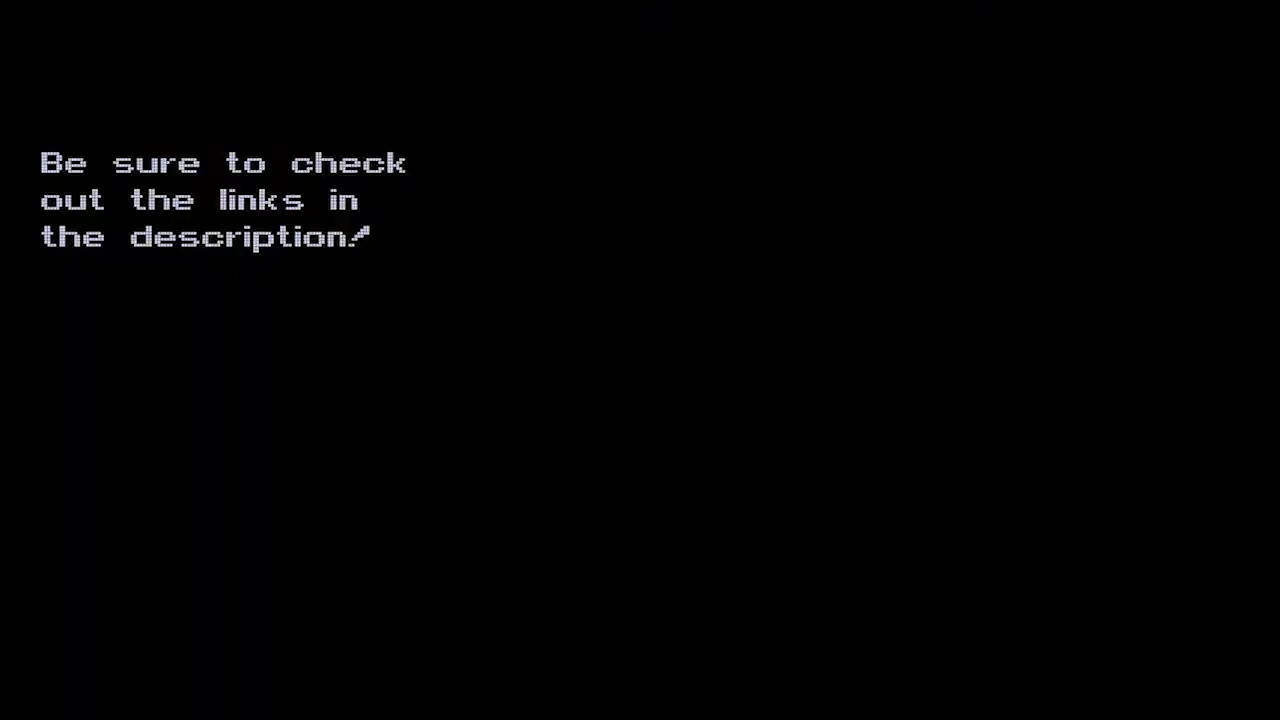 Be sure to check
out the links in
the description!